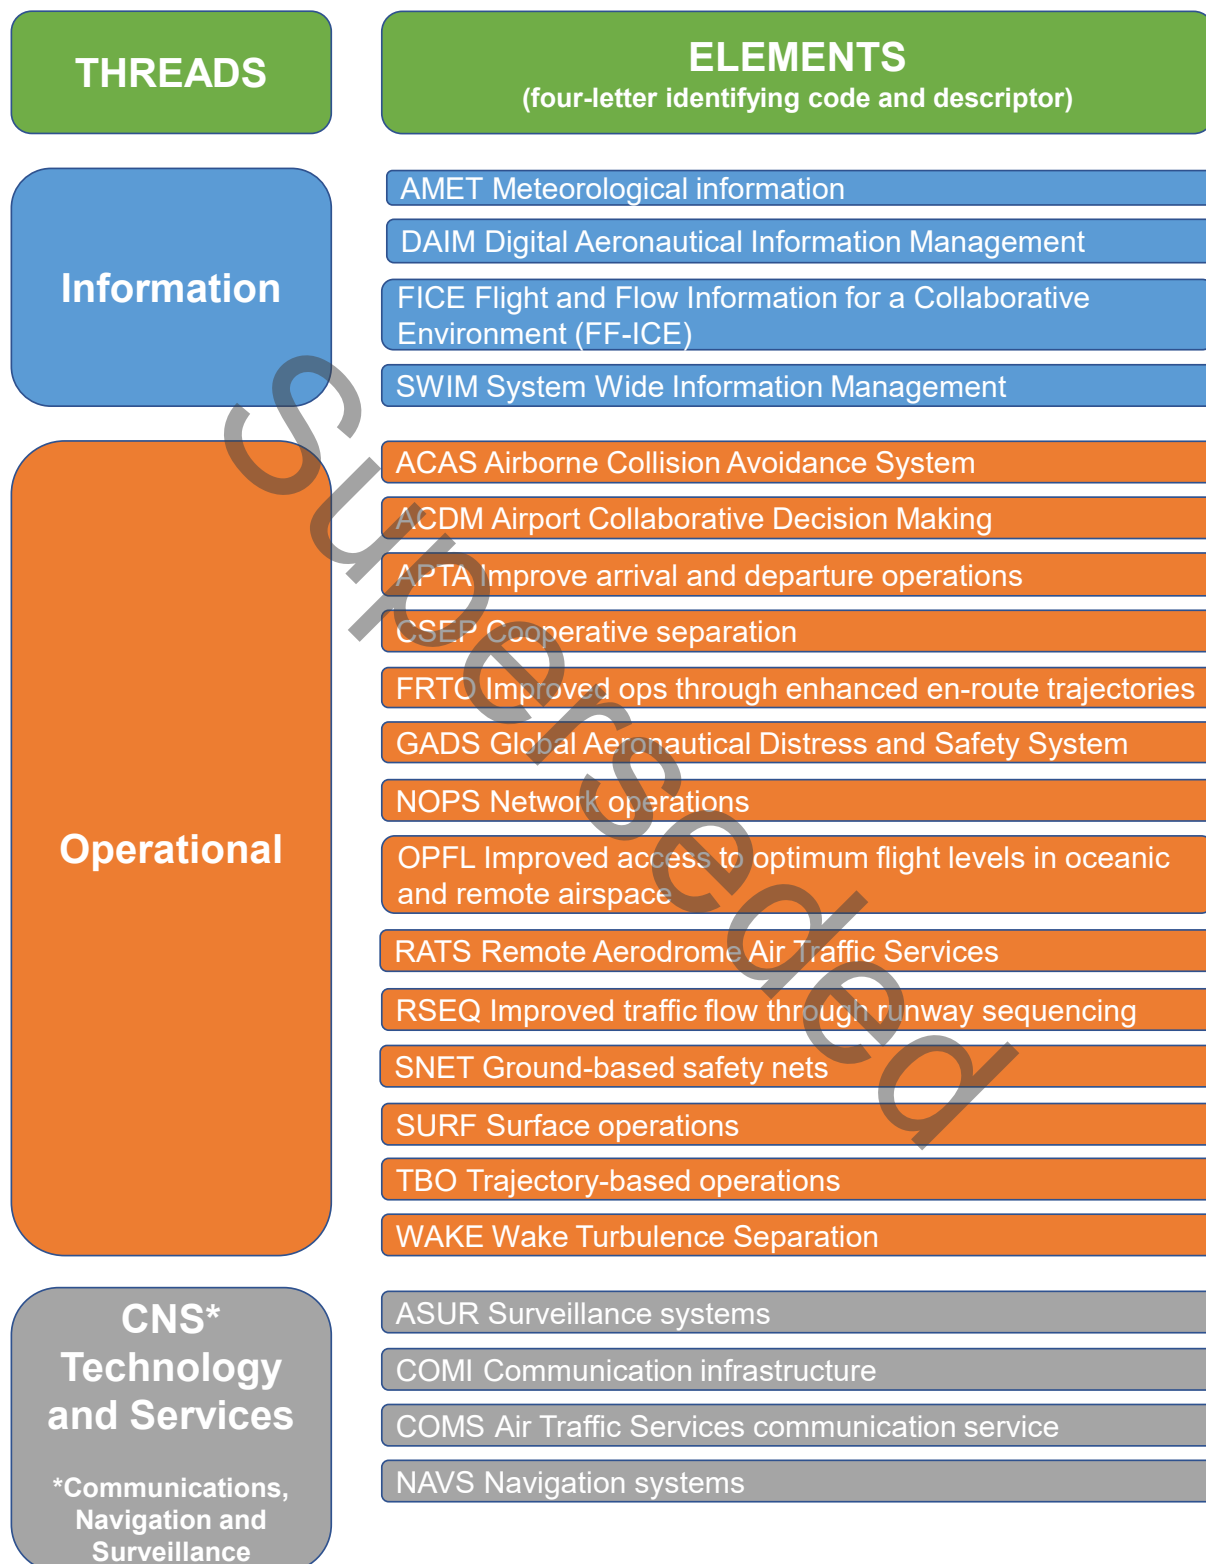 THREADS
ELEMENTS
(four-letter identifying code and descriptor)
Information
AMET Meteorological information
DAIM Digital Aeronautical Information Management
FICE Flight and Flow Information for a Collaborative
Environment (FF-ICE)
SWIM System Wide Information Management
Operational
ACAS Airborne Collision Avoidance System
ACDM Airport Collaborative Decision Making
APTA Improve arrival and departure operations
CSEP Cooperative separation
FRTO Improved ops through enhanced en-route trajectories
GADS Global Aeronautical Distress and Safety System
NOPS Network operations
OPFL Improved access to optimum flight levels in oceanic
and remote airspace
RATS Remote Aerodrome Air Traffic Services
RSEQ Improved traffic flow through runway sequencing
SNET Ground-based safety nets
SURF Surface operations
TBO Trajectory-based operations
WAKE Wake Turbulence Separation
CNS*
Technology
and Services
*Communications,
Navigation and
Surveillance
ASUR Surveillance systems
COMI Communication infrastructure
COMS Air Traffic Services communication service
NAVS Navigation systems
Superseded